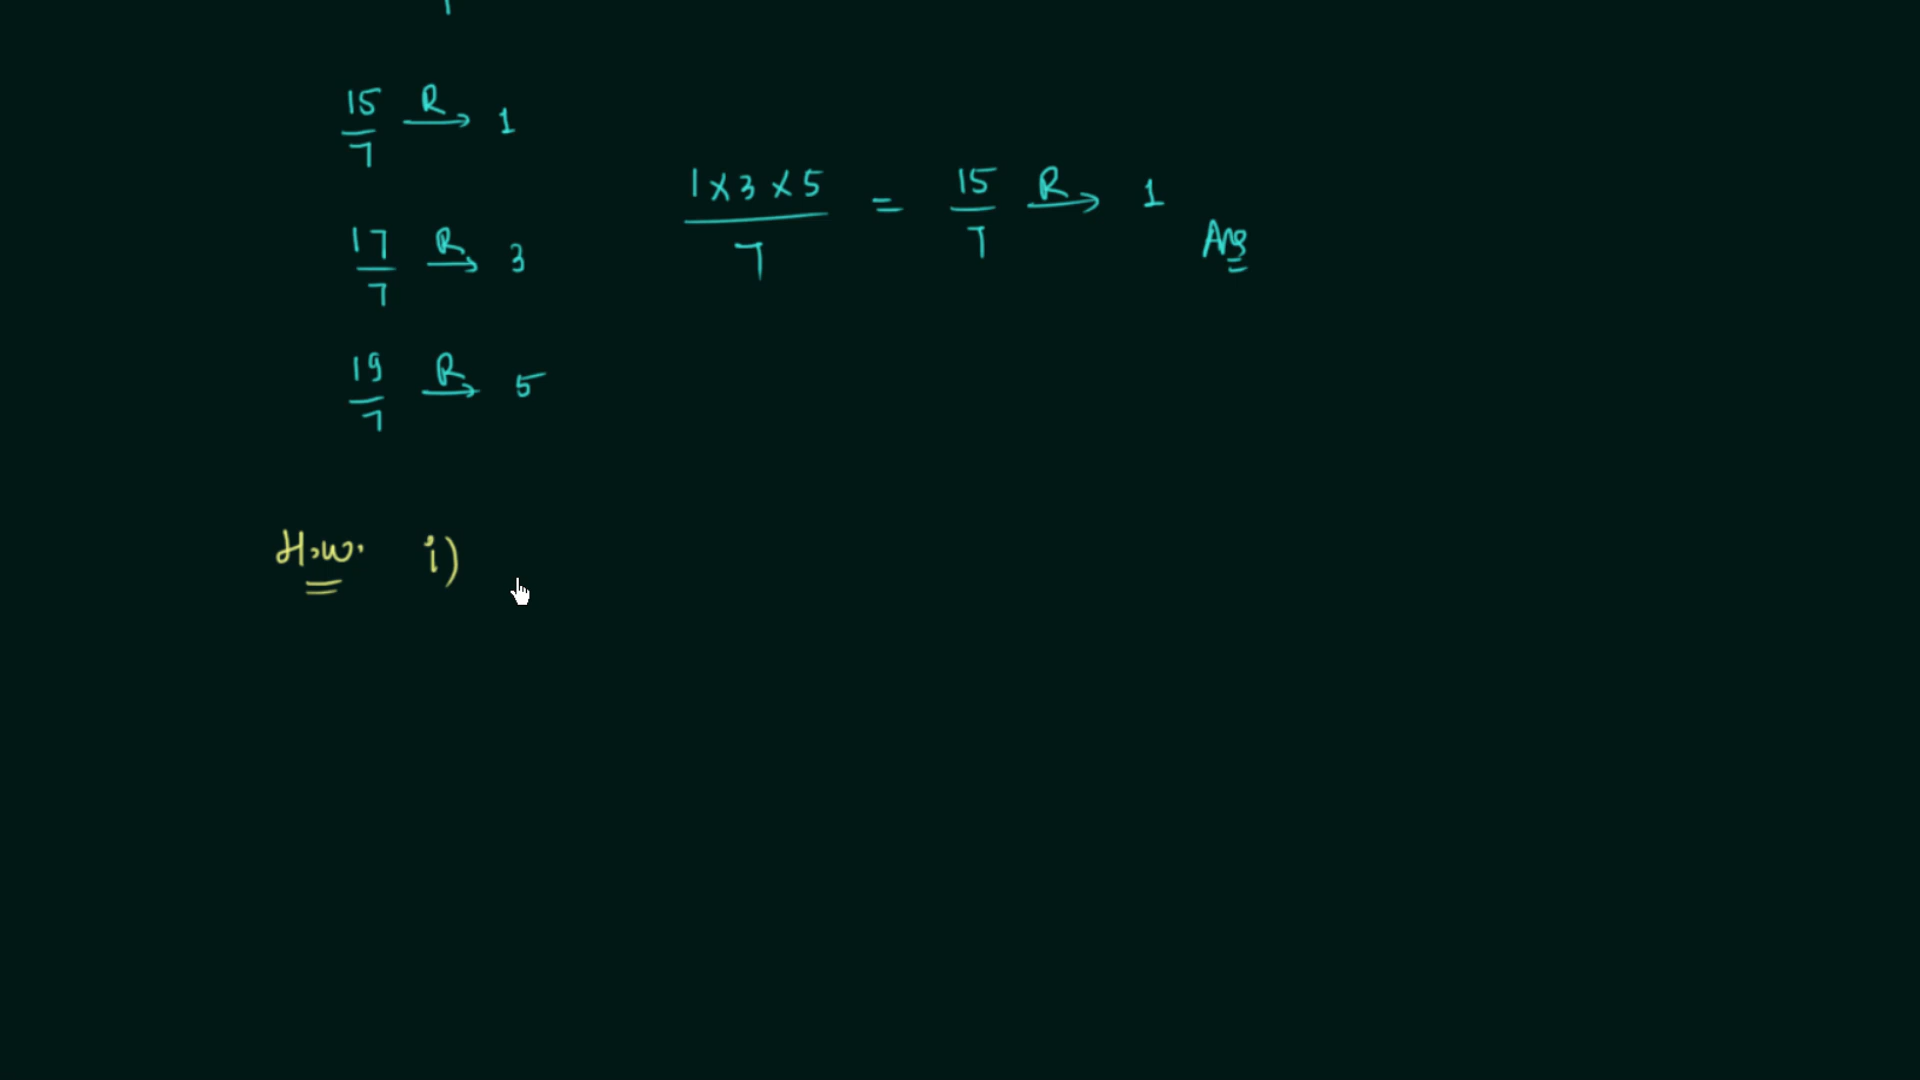 15/7 R→ 1
17/7 R→ 3
19/7 R→ 5
1×3×5/7 = 15/7 R→ 1
Ans
H.w. i)